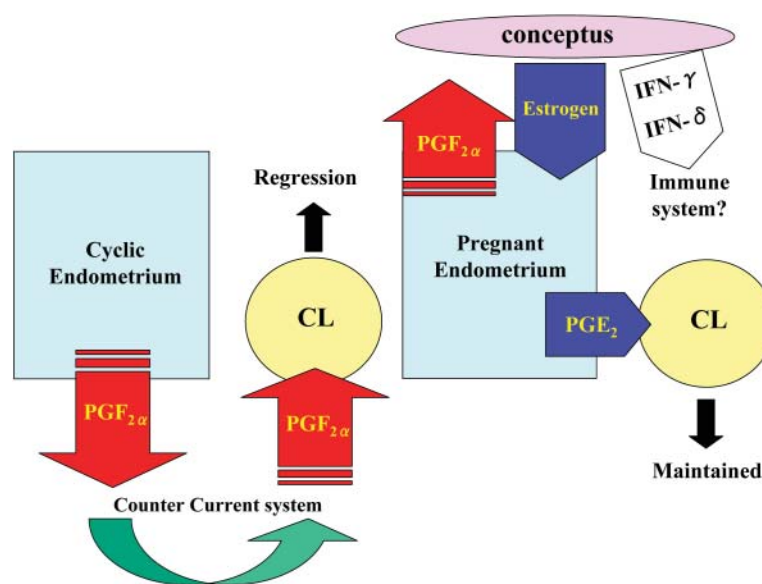 conceptus
IFN-γ
IFN-δ
Estrogen
PGF2α
Immune
system?
Regression
Cyclic
Endometrium
Pregnant
Endometrium
CL
CL
PGE2
PGF2α
PGF2α
Maintained
Counter Current system